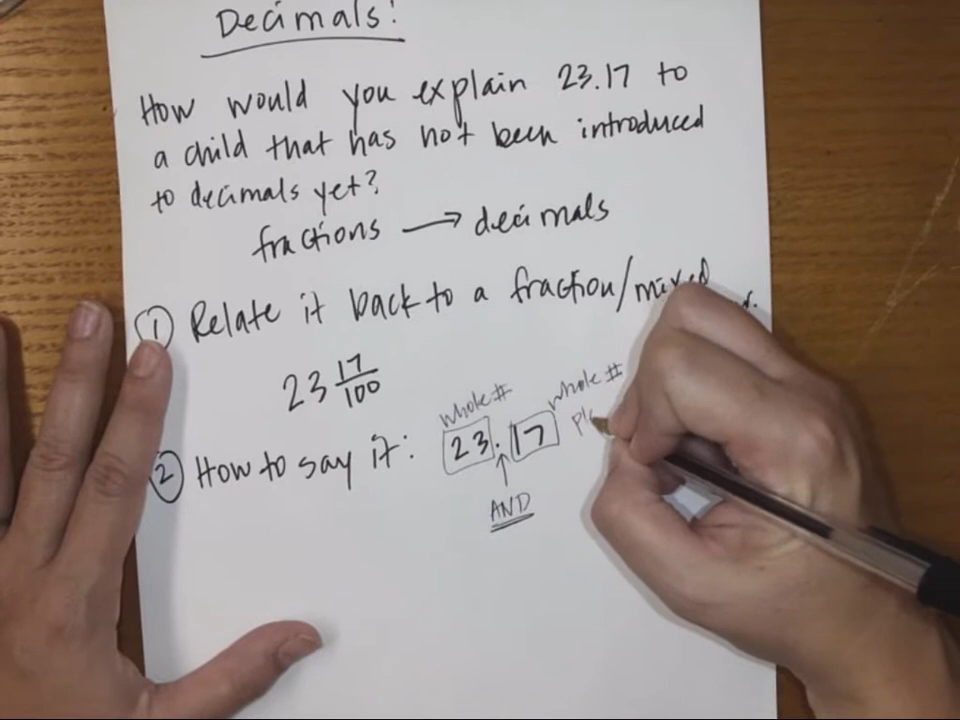 Decimals:
How would you explain 23.17 to
a child that has not been introduced
to decimals yet?
fractions → decimals
① Relate it back to a fraction/mixed
23 17/100
whole # whole #
② How to say it: 23.17
AND